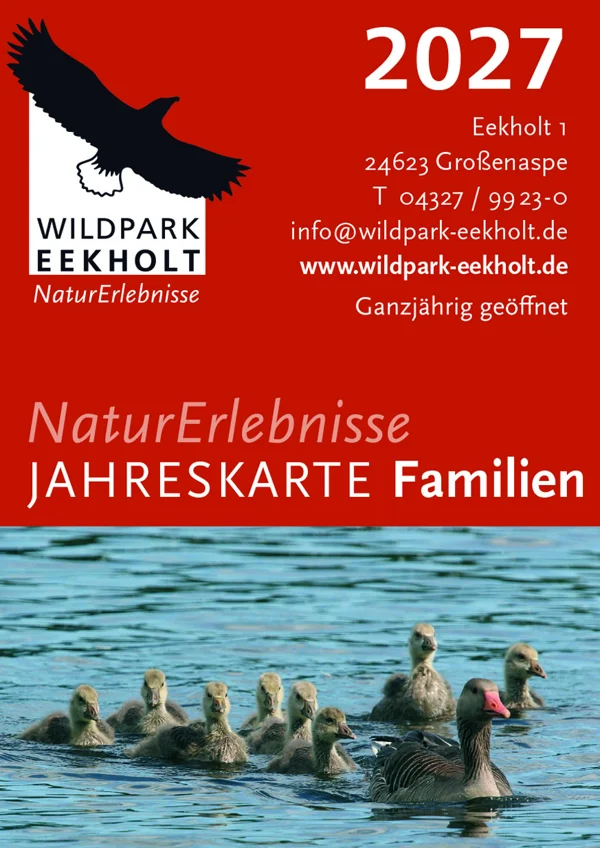 2027
Eekholt 1
24623 Großenaspe
T 04327 / 99 23-0
info@wildpark-eekholt.de
www.wildpark-eekholt.de
Ganzjährig geöffnet
WILDPARK
EEKHOLT
NaturErlebnisse
NaturErlebnisse
JAHRESKARTE Familien